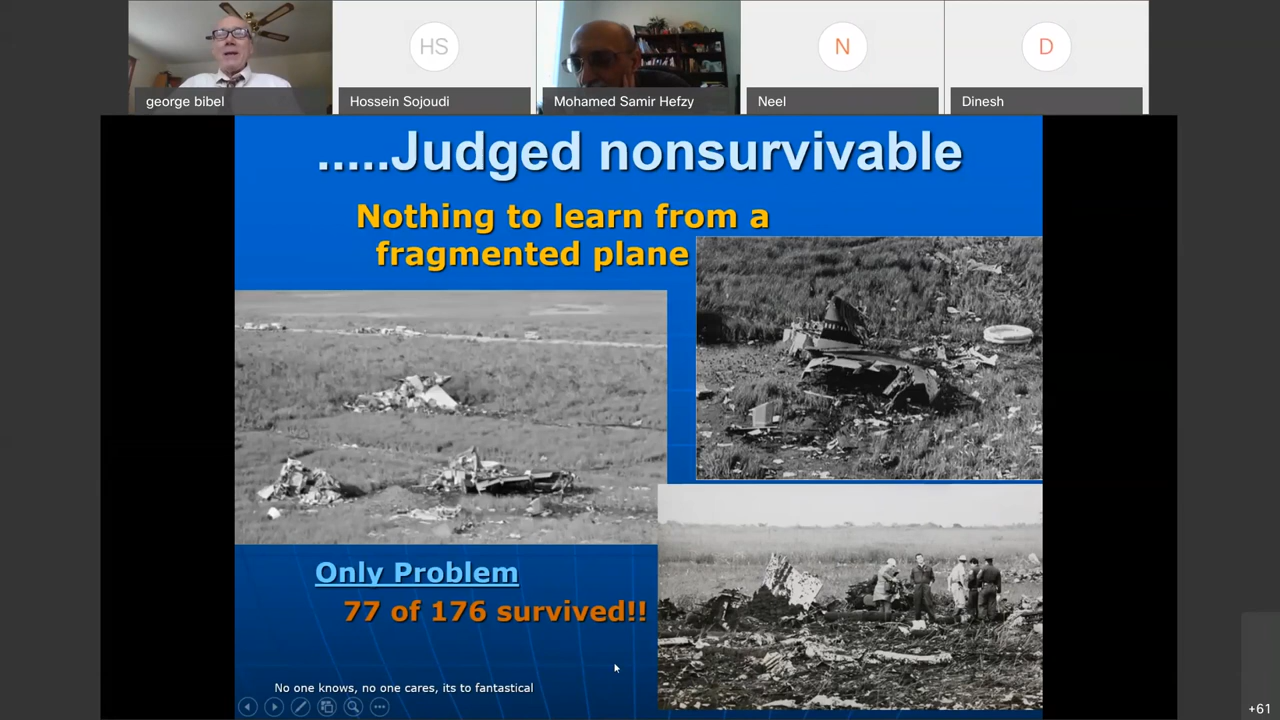 HS
N
D
george bibel
Hossein Sojoudi
Mohamed Samir Hefzy
Neel
Dinesh
.....Judged nonsurvivable
Nothing to learn from a
fragmented plane
Only Problem
77 of 176 survived!!
No one knows, no one cares, its to fantastical
+61